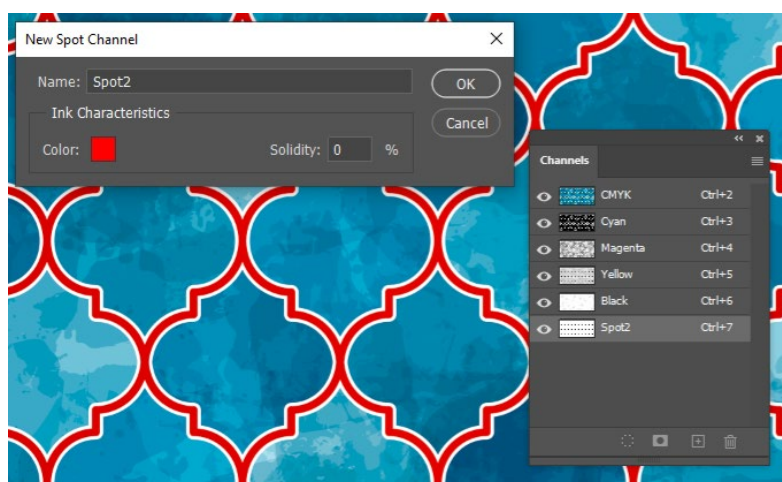 New Spot Channel
Name: Spot2
OK
Ink Characteristics
Cancel
Color:
Solidity: 0 %
Channels
CMYK Ctrl+2
Cyan Ctrl+3
Magenta Ctrl+4
Yellow Ctrl+5
Black Ctrl+6
Spot2 Ctrl+7